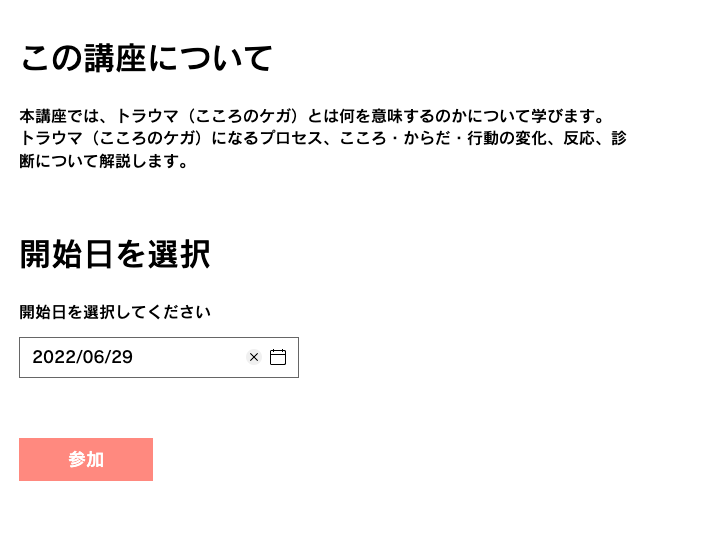 この講座について
本講座では、トラウマ（こころのケガ）とは何を意味するのかについて学びます。
トラウマ（こころのケガ）になるプロセス、こころ・からだ・行動の変化、反応、診
断について解説します。
開始日を選択
開始日を選択してください
2022/06/29
参加